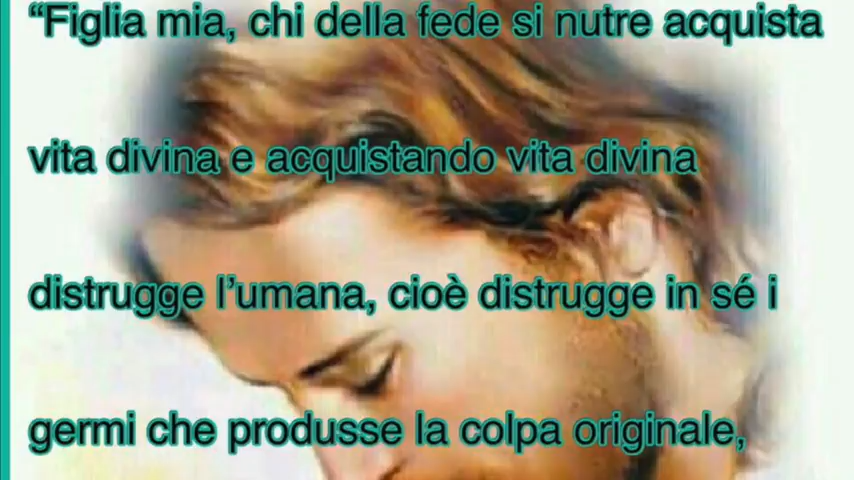 “Figlia mia, chi della fede si nutre acquista
vita divina e acquistando vita divina
distrugge l’umana, cioè distrugge in sé i
germi che produsse la colpa originale,